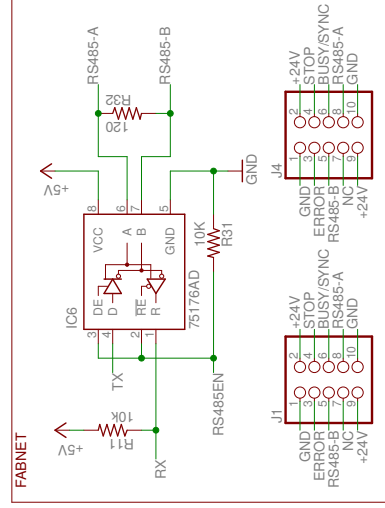 FABNET
+5V
R11
10k
RX
TX
RS485EN
IC6
75176AD
3
4
2
1
DE
D
RE
R
VCC
A
B
GND
8
6
7
5
+5V
R32
120
RS485-A
RS485-B
10K
R31
GND
J1
GND 1 2 +24V
ERROR 3 4 STOP
RS485-B 5 6 BUSY/SYNC
NC 7 8 RS485-A
+24V 9 10 GND
J4
GND 1 2 +24V
ERROR 3 4 STOP
RS485-B 5 6 BUSY/SYNC
NC 7 8 RS485-A
+24V 9 10 GND